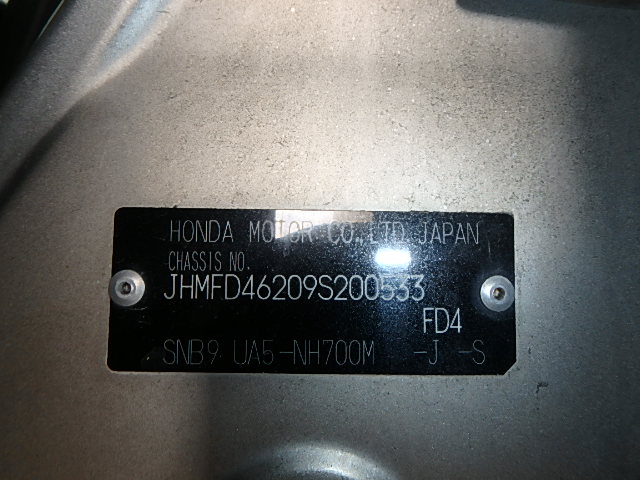 HONDA MOTOR CO.,LTD.JAPAN
CHASSIS NO.
JHMFD46209S200533
FD4
SNB9 UA5-NH700M -J -S